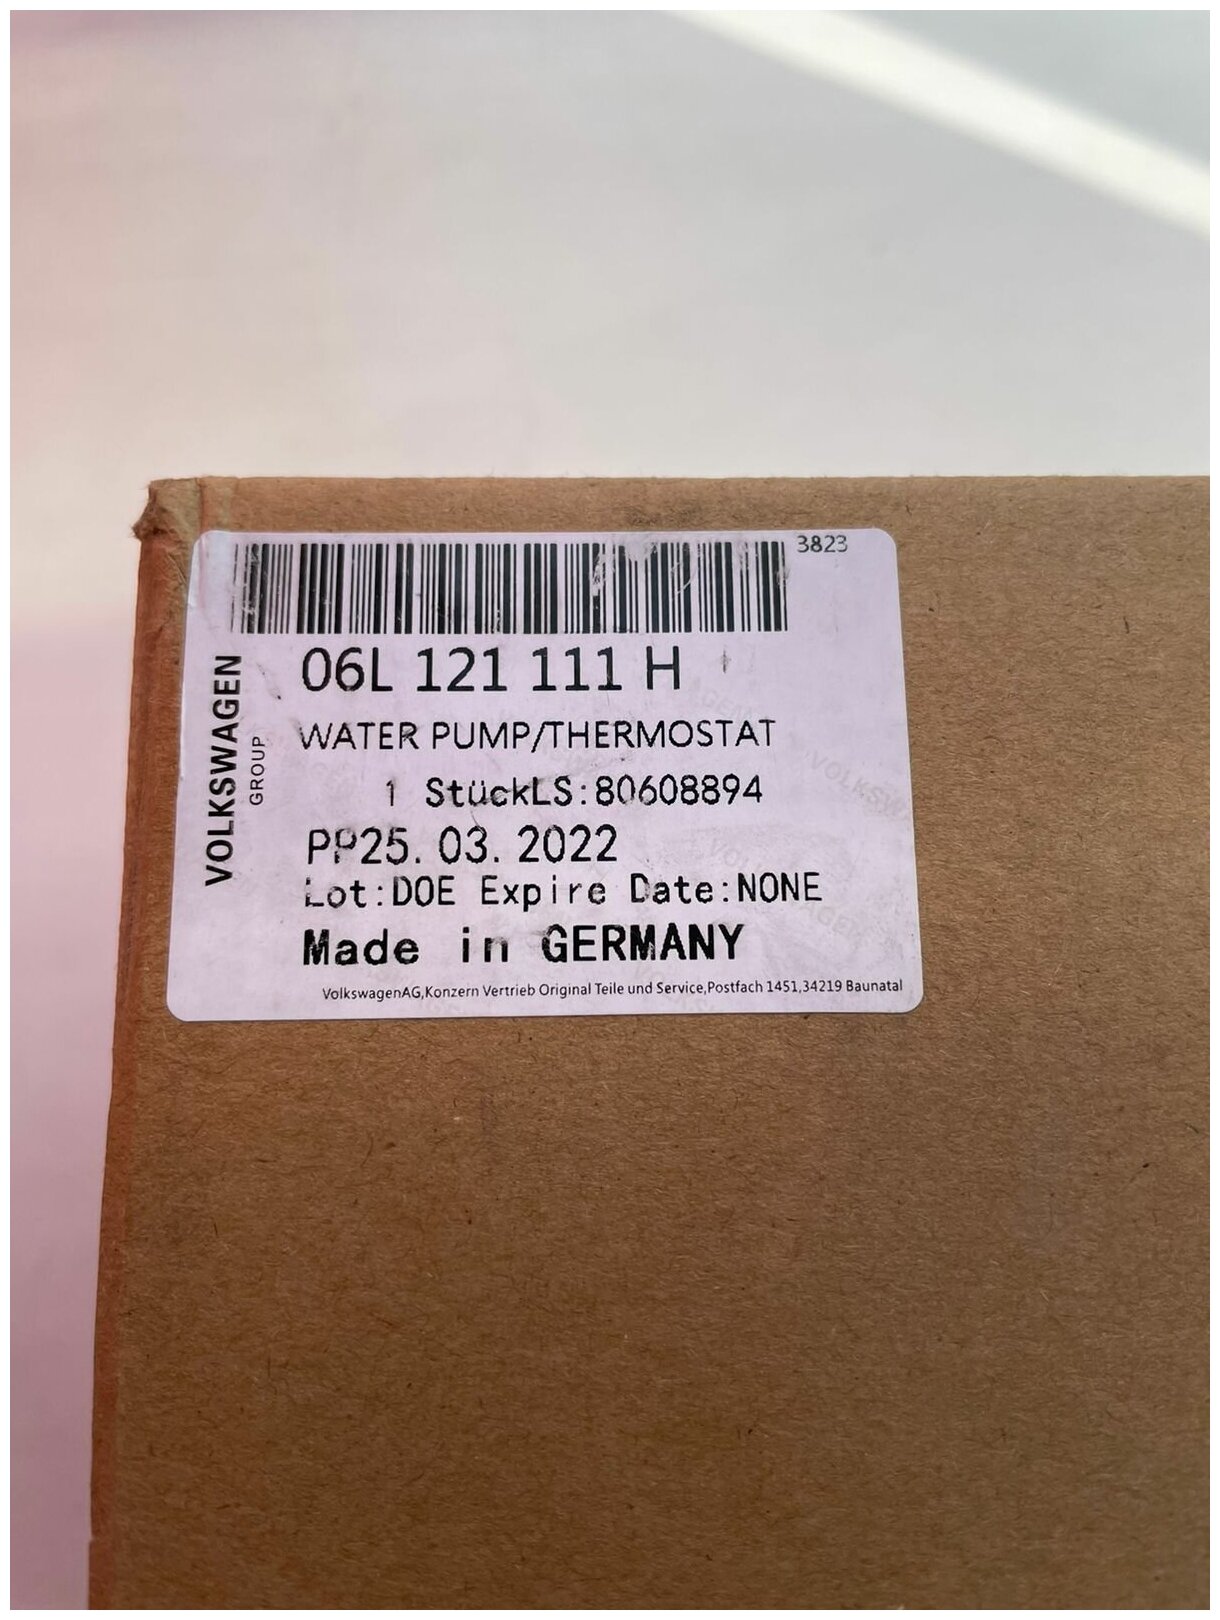 3823
06L 121 111 H
WATER PUMP/THERMOSTAT
1 StückLS:80608894
PP25. 03. 2022
Lot:DOE Expire Date:NONE
Made in GERMANY
VolkswagenAG,Konzern Vertrieb Original Teile und Service,Postfach 1451,34219 Baunatal
VOLKSWAGEN
GROUP